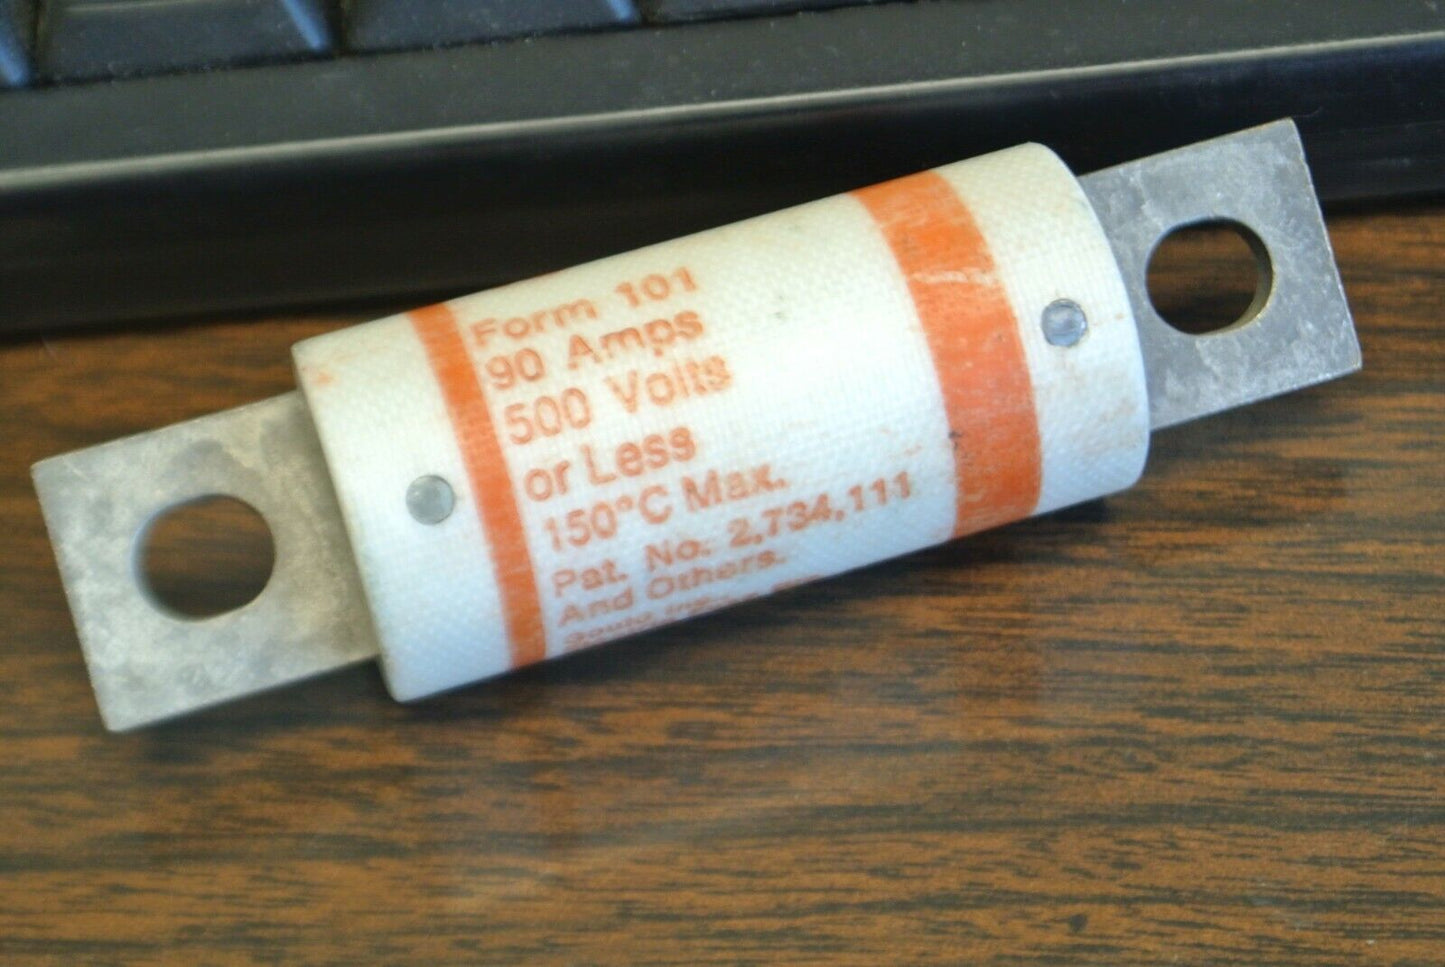 Form 101
90 Amps
500 Volts
or Less
150°C Max.
Pat. No. 2,734,111
And Others.